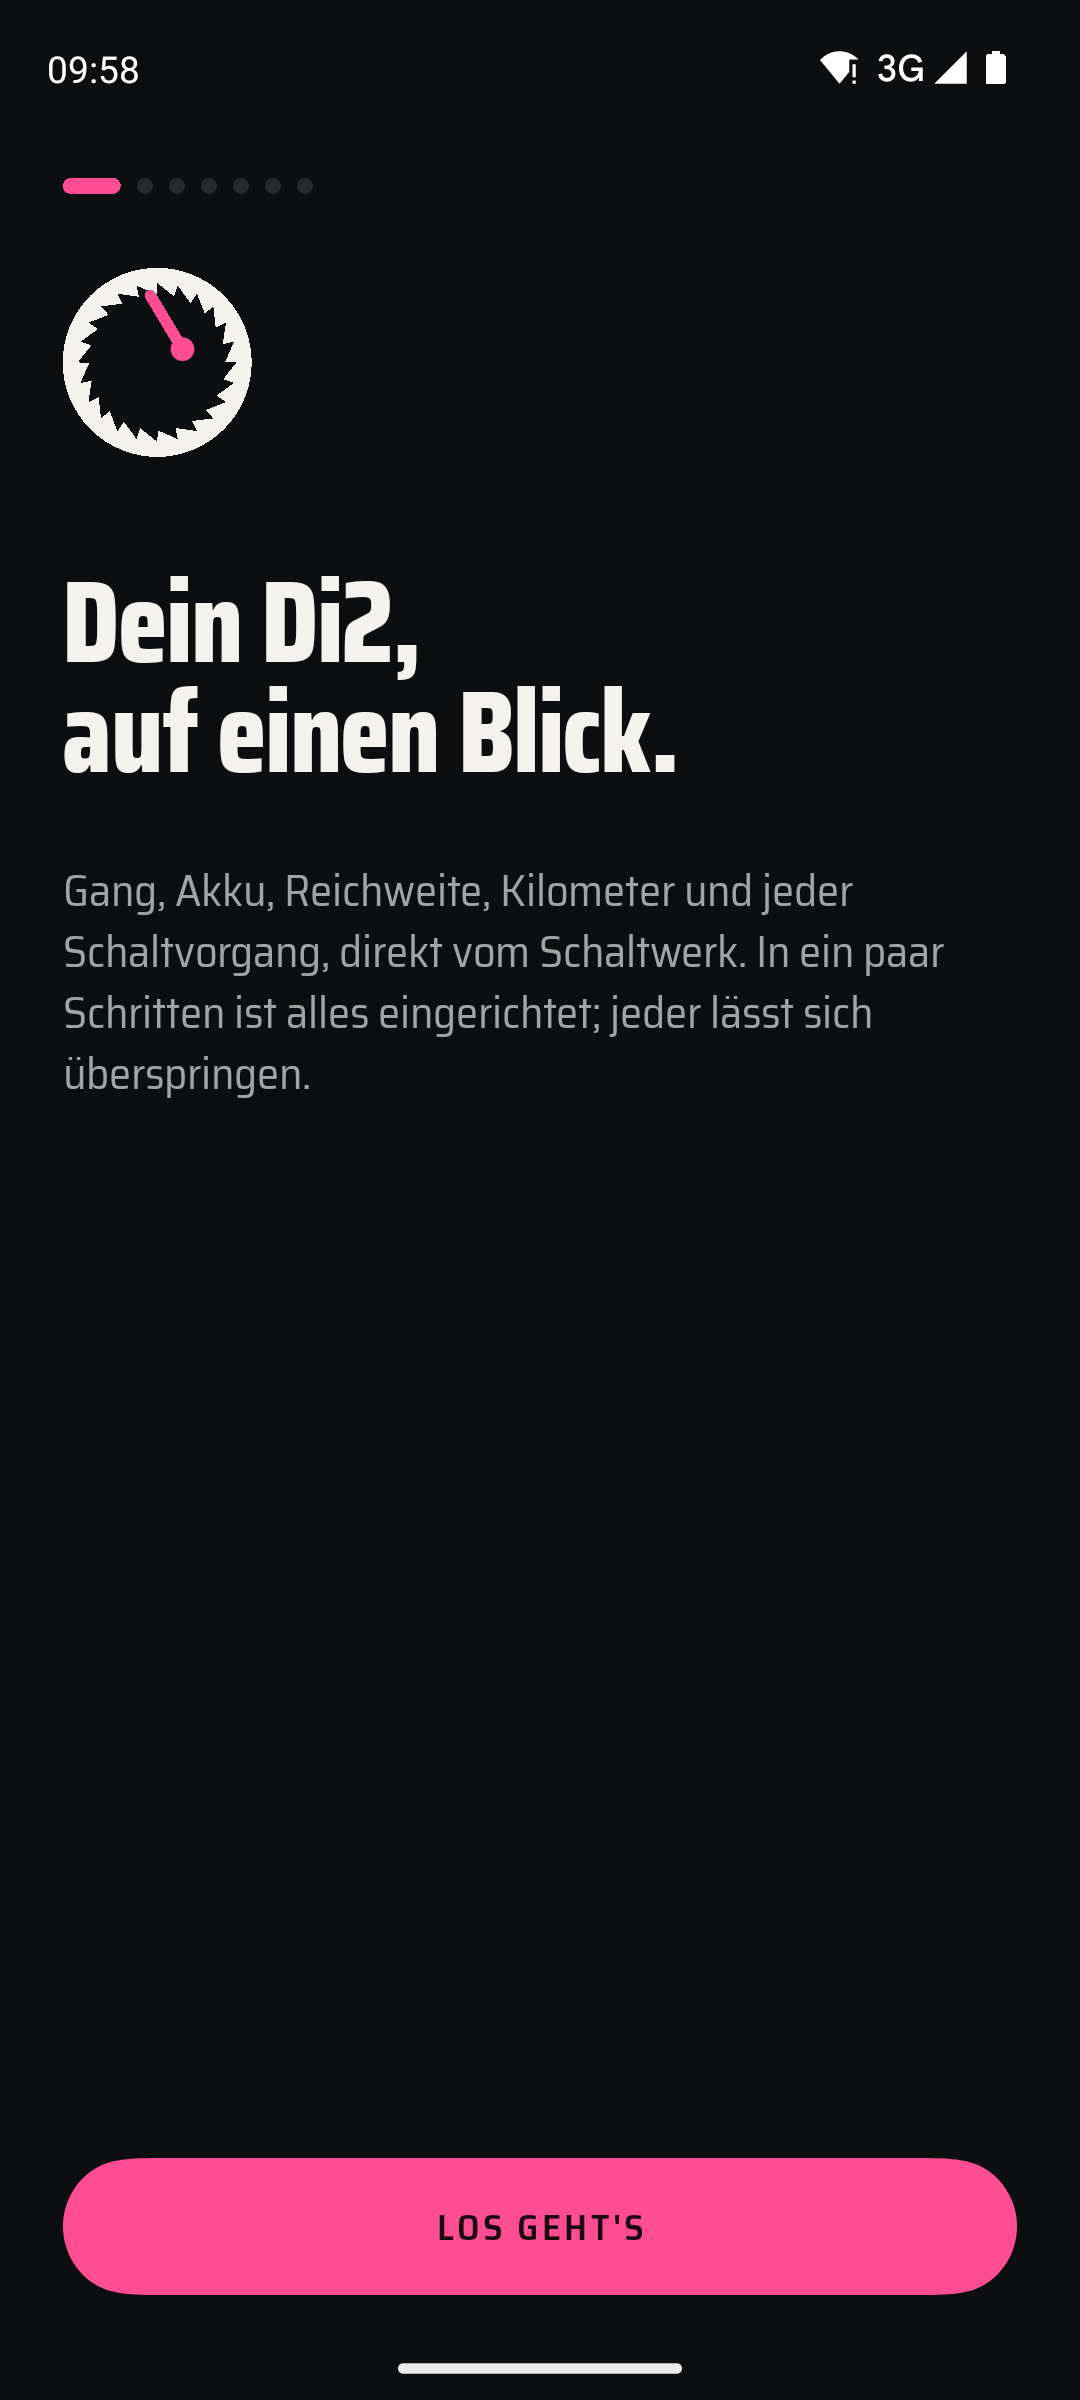 09:58
3G
Dein Di2,
auf einen Blick.
Gang, Akku, Reichweite, Kilometer und jeder
Schaltvorgang, direkt vom Schaltwerk. In ein paar
Schritten ist alles eingerichtet; jeder lässt sich
überspringen.
LOS GEHT'S